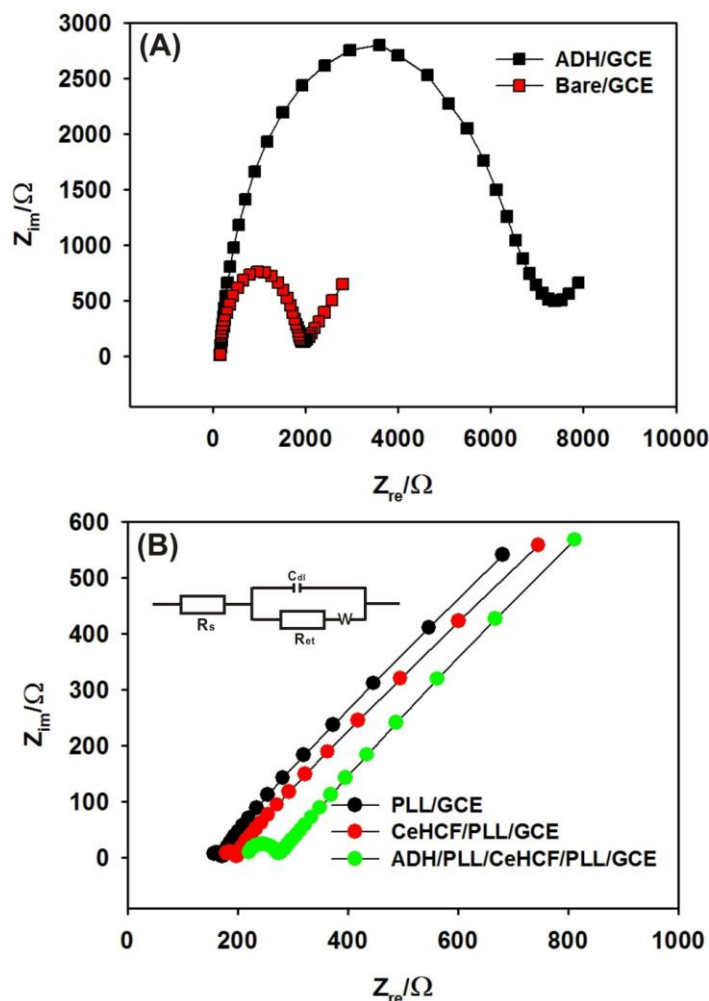 (A)
ADH/GCE
Bare/GCE
3000
2500
2000
1500
1000
500
0
Zim/Ω
0 2000 4000 6000 8000 10000
Zre/Ω
(B)
Cdl
Rs
Ret
W
600
500
400
300
200
100
0
Zim/Ω
PLL/GCE
CeHCF/PLL/GCE
ADH/PLL/CeHCF/PLL/GCE
0 200 400 600 800 1000
Zre/Ω